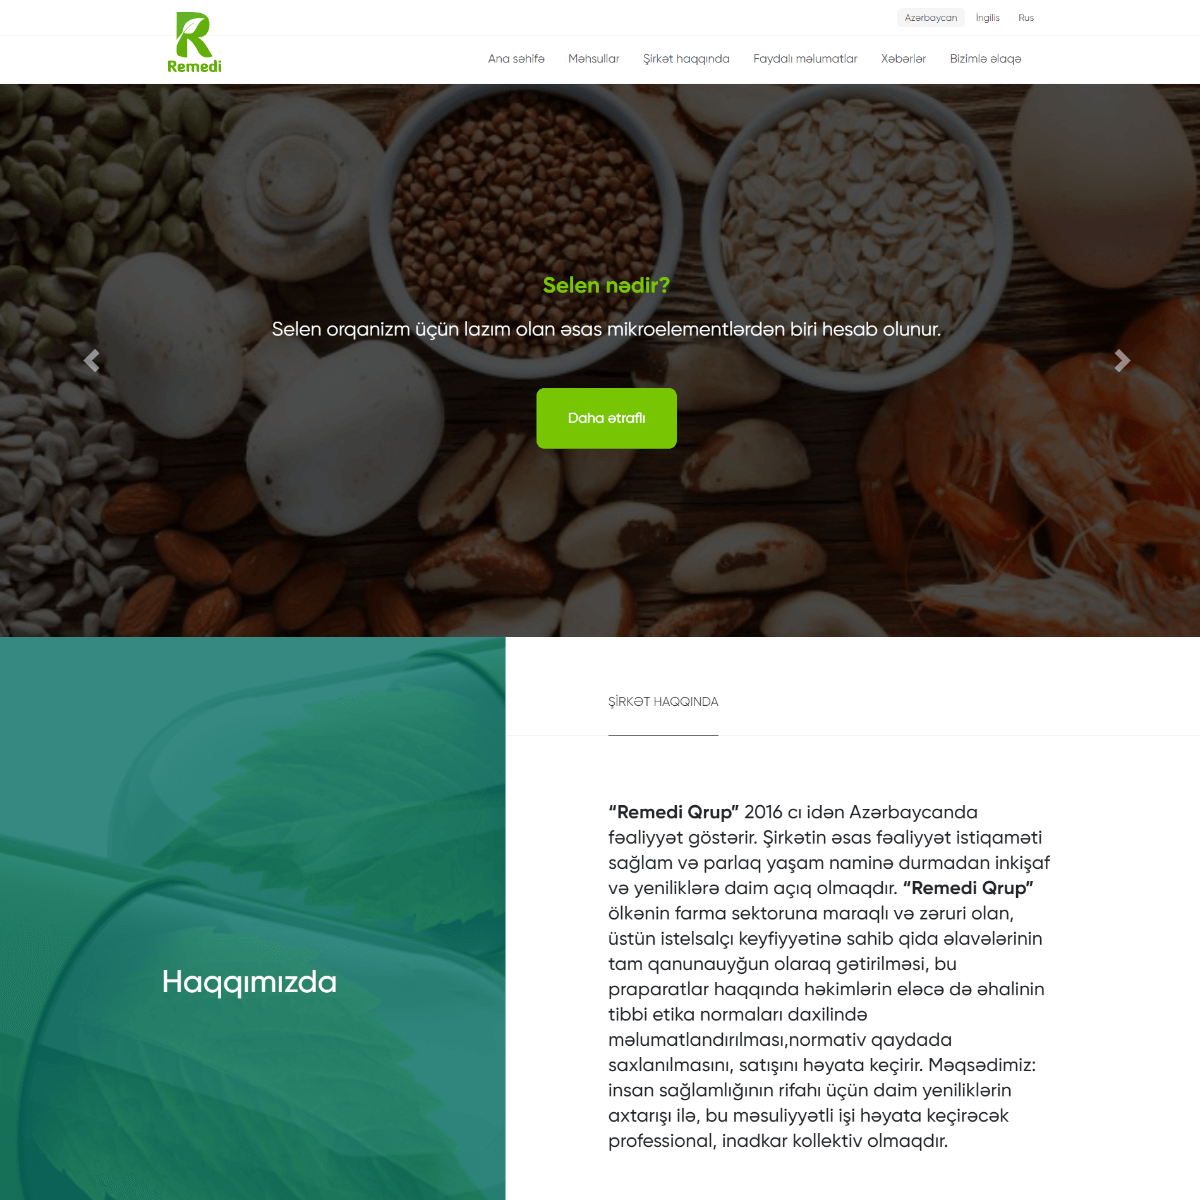 Remedi
Azərbaycan İngilis Rus
Ana səhifə Məhsullar Şirkət haqqında Faydalı məlumatlar Xəbərlər Bizimlə əlaqə
Selen nədir?
Selen orqanizm üçün lazım olan əsas mikroelementlərdən biri hesab olunur.
Daha ətraflı
Haqqımızda
ŞİRKƏT HAQQINDA
“Remedi Qrup” 2016 cı idən Azərbaycanda
fəaliyyət göstərir. Şirkətin əsas fəaliyyət istiqaməti
sağlam və parlaq yaşam naminə durmadan inkişaf
və yeniliklərə daim açıq olmaqdır. “Remedi Qrup”
ölkənin farma sektoruna maraqlı və zəruri olan,
üstün istelsalçı keyfiyyətinə sahib qida əlavələrinin
tam qanunauyğun olaraq gətirilməsi, bu
praparatlar haqqında həkimlərin eləcə də əhalinin
tibbi etika normaları daxilində
məlumatlandırılması,normativ qaydada
saxlanılmasını, satışını həyata keçirir. Məqsədimiz:
insan sağlamlığının rifahı üçün daim yeniliklərin
axtarışı ilə, bu məsuliyyətli işi həyata keçirəcək
professional, inadkar kollektiv olmaqdır.